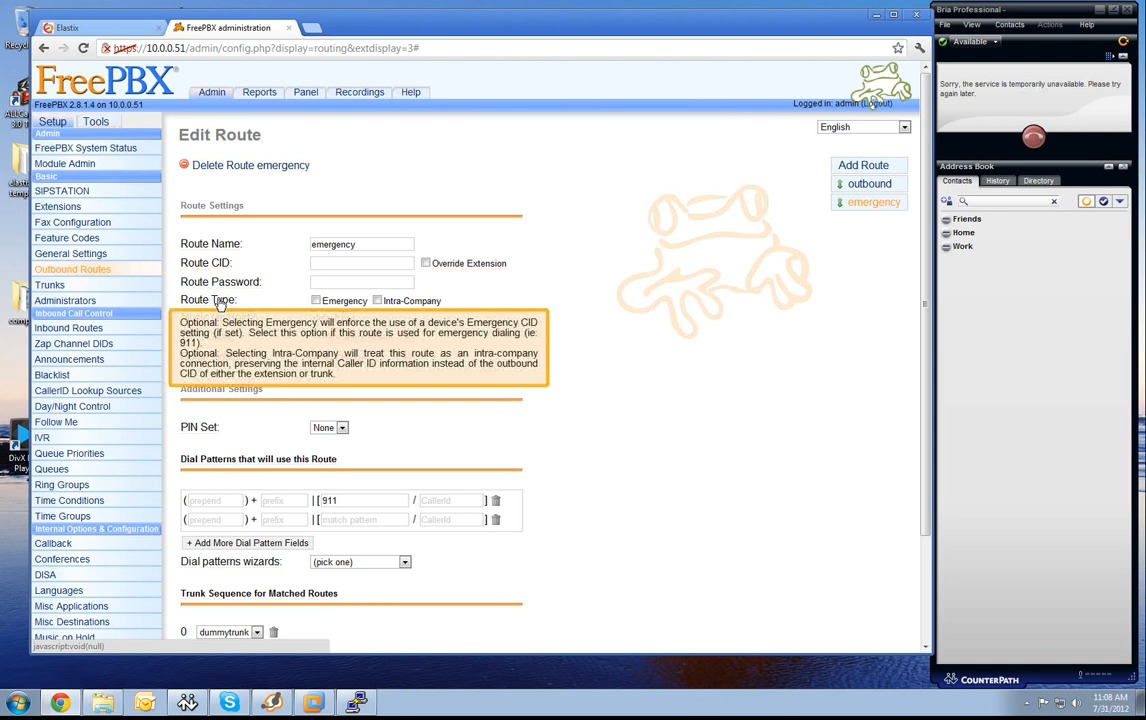 Elastix
FreePBX administration
Bria Professional -
File View Contacts Actions Help
https://10.0.0.51/admin/config.php?display=routing&extdisplay=3#
Available
FreePBX®
Admin Reports Panel Recordings Help
FreePBX 2.8.1.4 on 10.0.0.51
Logged in: admin (Logout)
Sorry, the service is temporarily unavailable. Please try
again later.
Setup Tools
Admin
FreePBX System Status
Module Admin
Basic
SIPSTATION
Extensions
Fax Configuration
Feature Codes
General Settings
Outbound Routes
Trunks
Administrators
Inbound Call Control
Inbound Routes
Zap Channel DIDs
Announcements
Blacklist
CallerID Lookup Sources
Day/Night Control
Follow Me
IVR
Queue Priorities
Queues
Ring Groups
Time Conditions
Time Groups
Internal Options & Configuration
Callback
Conferences
DISA
Languages
Misc Applications
Misc Destinations
Music on Hold
javascript:void(null)
Edit Route
English
Delete Route emergency
Add Route
outbound
emergency
Route Settings
Route Name: emergency
Route CID: Override Extension
Route Password:
Route Type: Emergency Intra-Company
Optional: Selecting Emergency will enforce the use of a device's Emergency CID
setting (if set). Select this option if this route is used for emergency dialing (ie:
911).
Optional: Selecting Intra-Company will treat this route as an intra-company
connection, preserving the internal Caller ID information instead of the outbound
CID of either the extension or trunk.
Additional Settings
PIN Set: None
Dial Patterns that will use this Route
(prepend) + prefix |[911 / CallerId ]
(prepend) + prefix |[match pattern / CallerId ]
+ Add More Dial Pattern Fields
Dial patterns wizards: (pick one)
Trunk Sequence for Matched Routes
0 dummytrunk
Address Book
Contacts History Directory
Friends
Home
Work
COUNTERPATH
11:08 AM
7/31/2012